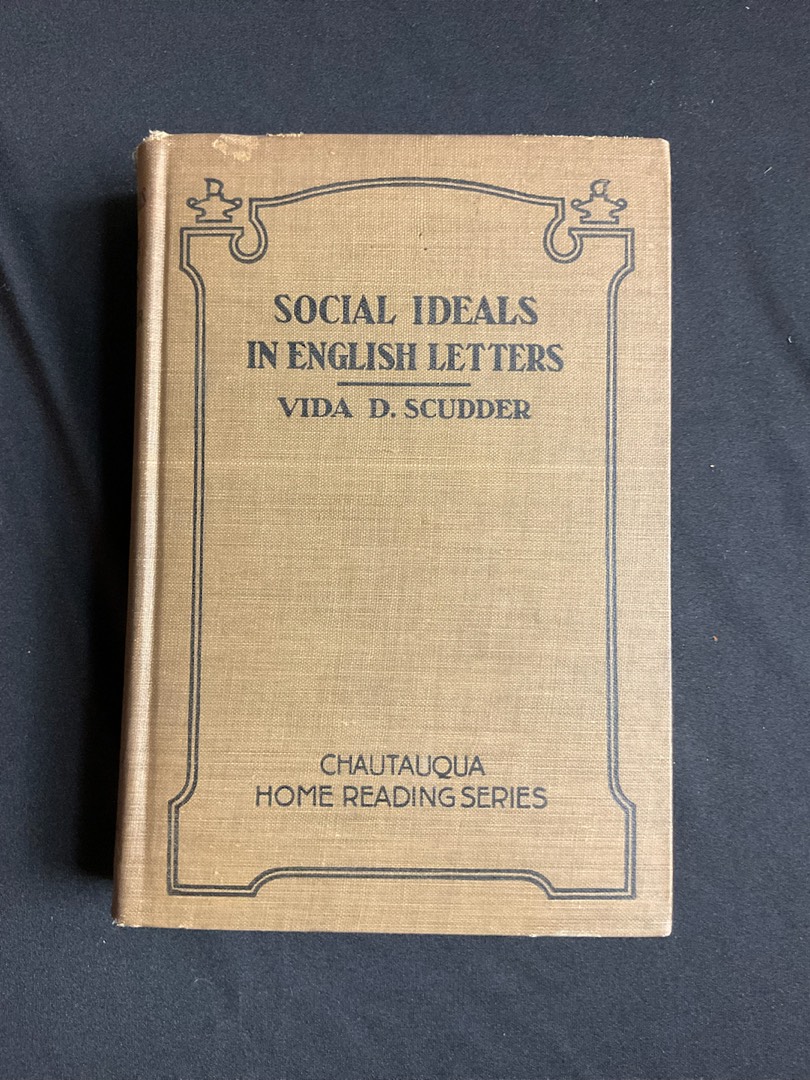 SOCIAL IDEALS
IN ENGLISH LETTERS
VIDA D. SCUDDER
CHAUTAUQUA
HOME READING SERIES